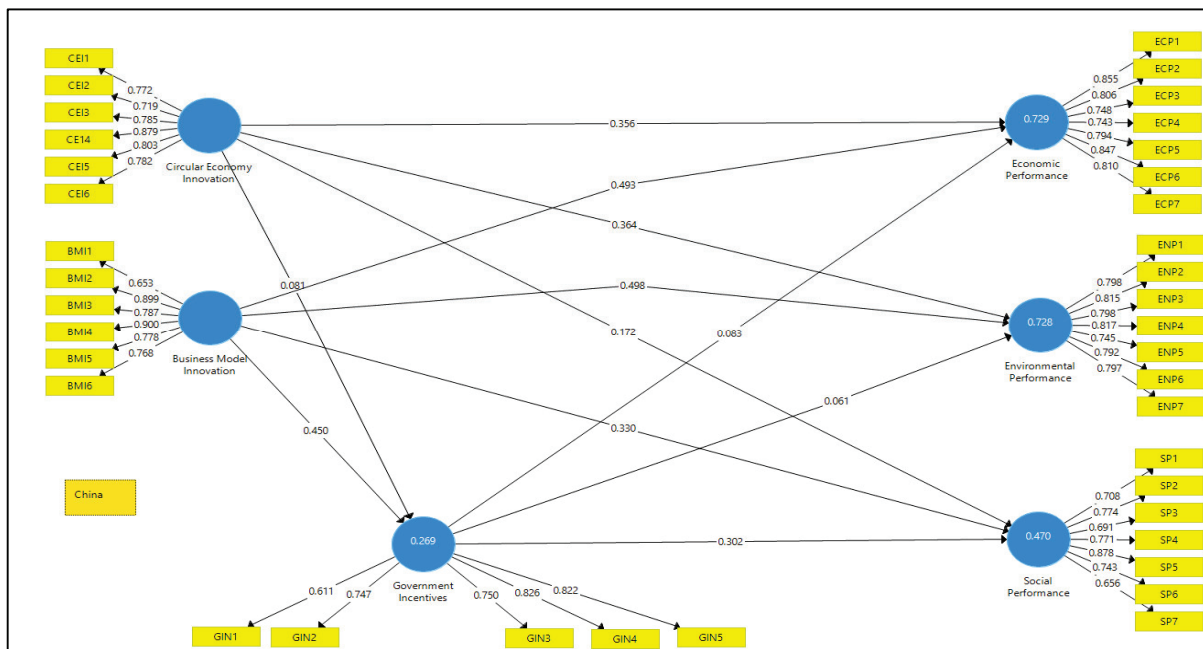 CEI1
CEI2
CEI3
CE14
CEI5
CEI6
0.772
0.719
0.785
0.879
0.803
0.782
Circular Economy
Innovation
BMI1
BMI2
BMI3
BMI4
BMI5
BMI6
0.653
0.899
0.787
0.900
0.778
0.768
Business Model
Innovation
China
0.356
0.493
0.364
0.081
0.498
0.172
0.083
0.061
0.330
0.450
0.302
0.269
Government
Incentives
0.611
0.747
0.750
0.826
0.822
GIN1
GIN2
GIN3
GIN4
GIN5
0.729
Economic
Performance
0.855
0.806
0.748
0.743
0.794
0.847
0.810
ECP1
ECP2
ECP3
ECP4
ECP5
ECP6
ECP7
0.728
Environmental
Performance
0.798
0.815
0.798
0.817
0.745
0.792
0.797
ENP1
ENP2
ENP3
ENP4
ENP5
ENP6
ENP7
0.470
Social
Performance
0.708
0.774
0.691
0.771
0.878
0.743
0.656
SP1
SP2
SP3
SP4
SP5
SP6
SP7